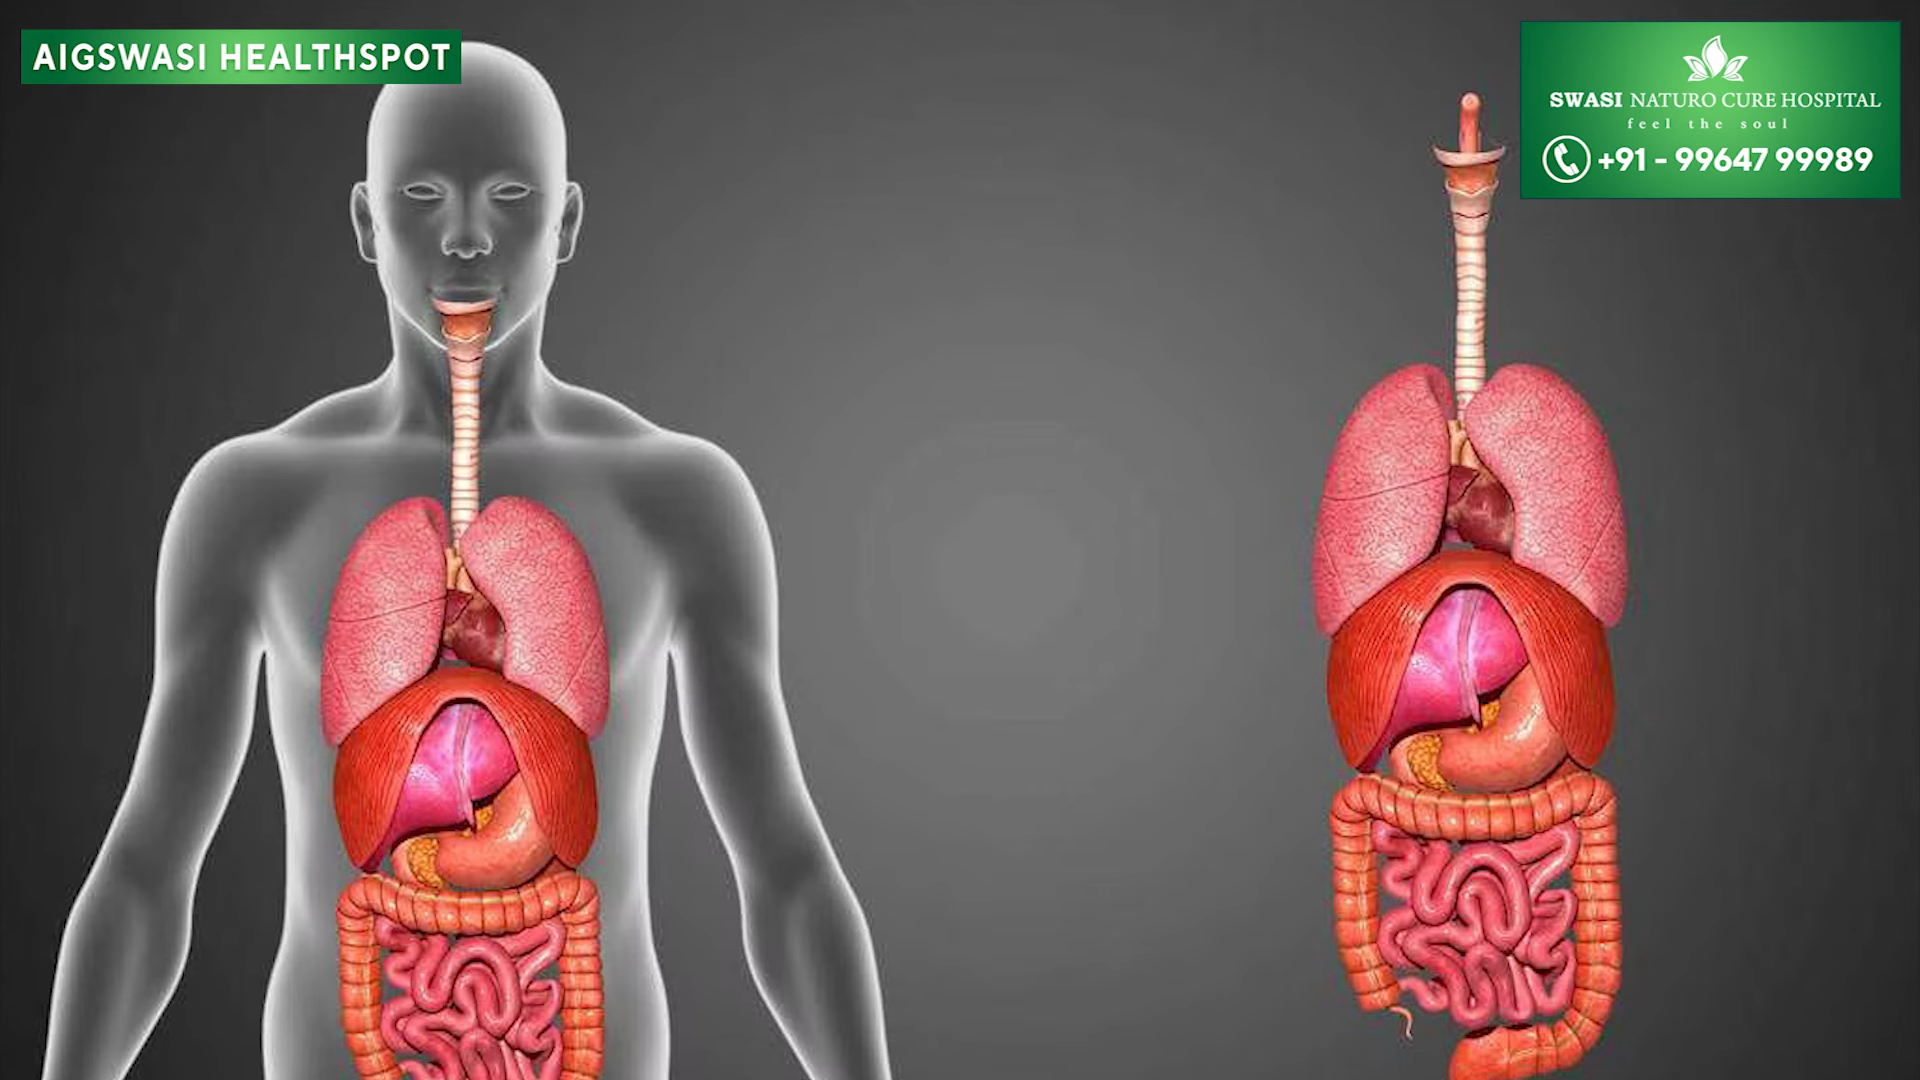 AIGSWASI HEALTHSPOT
SWASI NATURO CURE HOSPITAL
feel the soul
+91 - 99647 99989